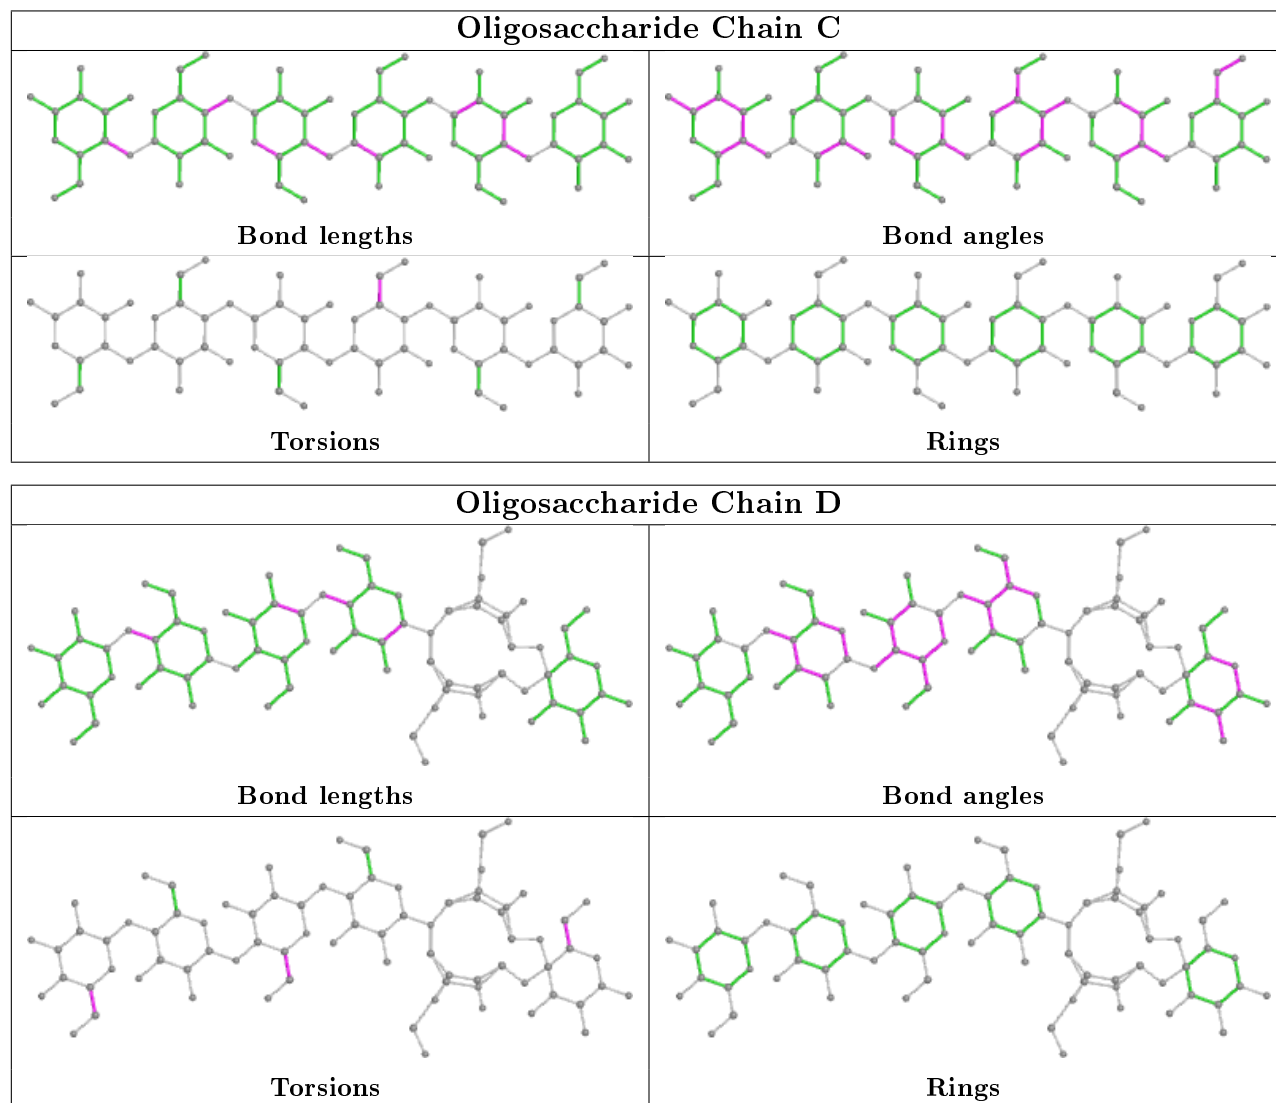 Oligosaccharide Chain C
Bond lengths
Bond angles
Torsions
Rings
Oligosaccharide Chain D
Bond lengths
Bond angles
Torsions
Rings